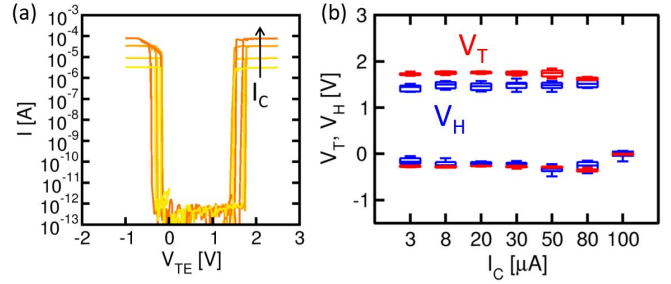 (a)
10^-3
10^-4
10^-5
10^-6
10^-7
10^-8
10^-9
10^-10
10^-11
10^-12
10^-13
I [A]
I_C
-2 -1 0 1 2 3
V_TE [V]
(b)
3
2
1
0
-1
V_T, V_H [V]
V_T
V_H
3 8 20 30 50 80 100
I_C [μA]